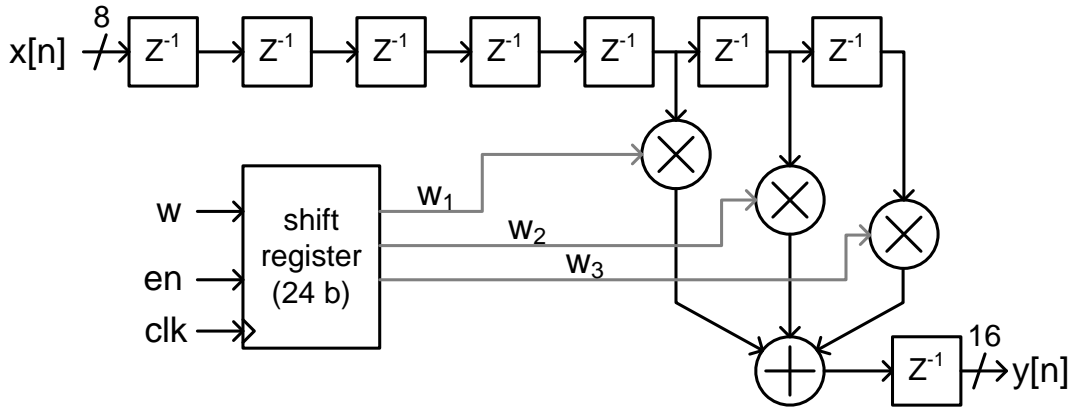 8
x[n]
Z⁻¹ Z⁻¹ Z⁻¹ Z⁻¹ Z⁻¹ Z⁻¹ Z⁻¹
w
en
clk
shift
register
(24 b)
w₁
w₂
w₃
Z⁻¹
16
y[n]